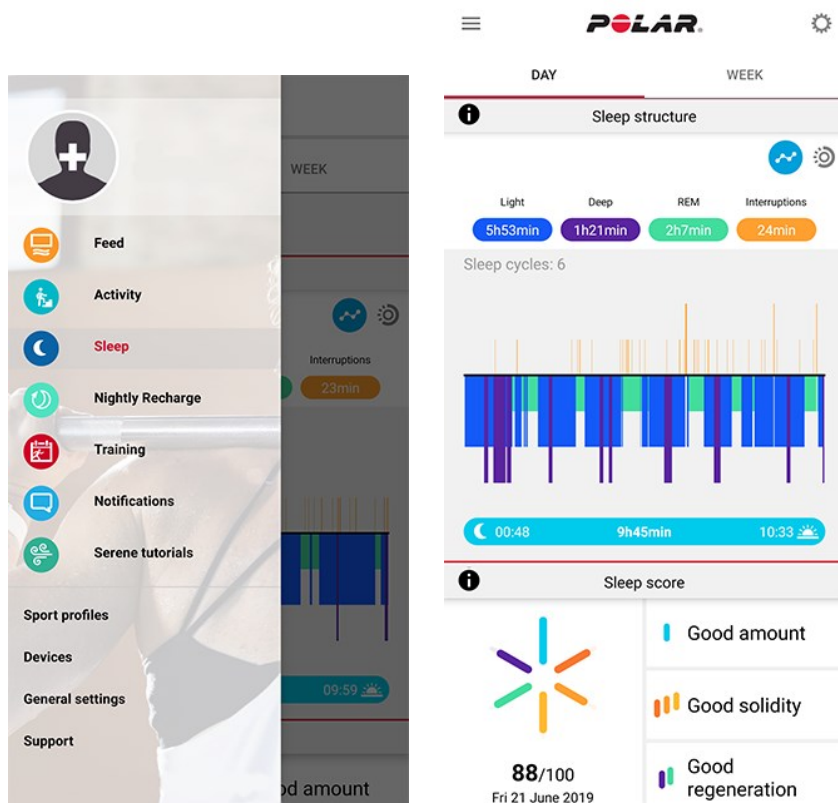 WEEK
Feed
Activity
Sleep
Nightly Recharge
Training
Notifications
Serene tutorials
Sport profiles
Devices
General settings
Support
Interruptions
23min
09:59
od amount
POLAR.
DAY WEEK
Sleep structure
Light Deep REM Interruptions
5h53min 1h21min 2h7min 24min
Sleep cycles: 6
00:48 9h45min 10:33
Sleep score
Good amount
Good solidity
Good
regeneration
88/100
Fri 21 June 2019